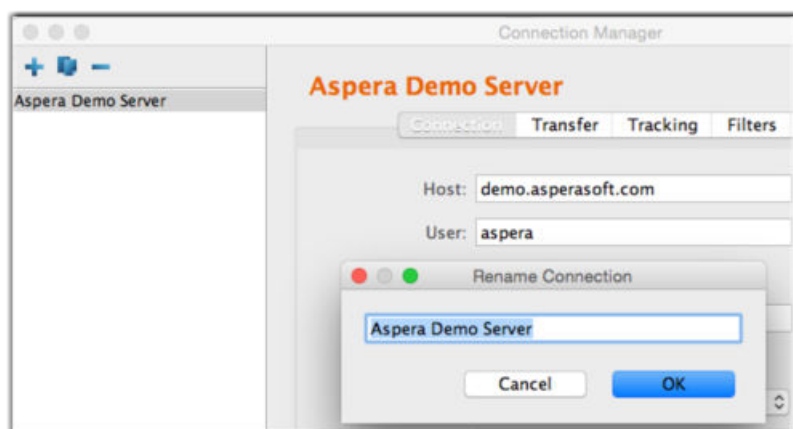 Connection Manager
Aspera Demo Server
Aspera Demo Server
Connection Transfer Tracking Filters
Host: demo.asperasoft.com
User: aspera
Rename Connection
Aspera Demo Server
Cancel OK